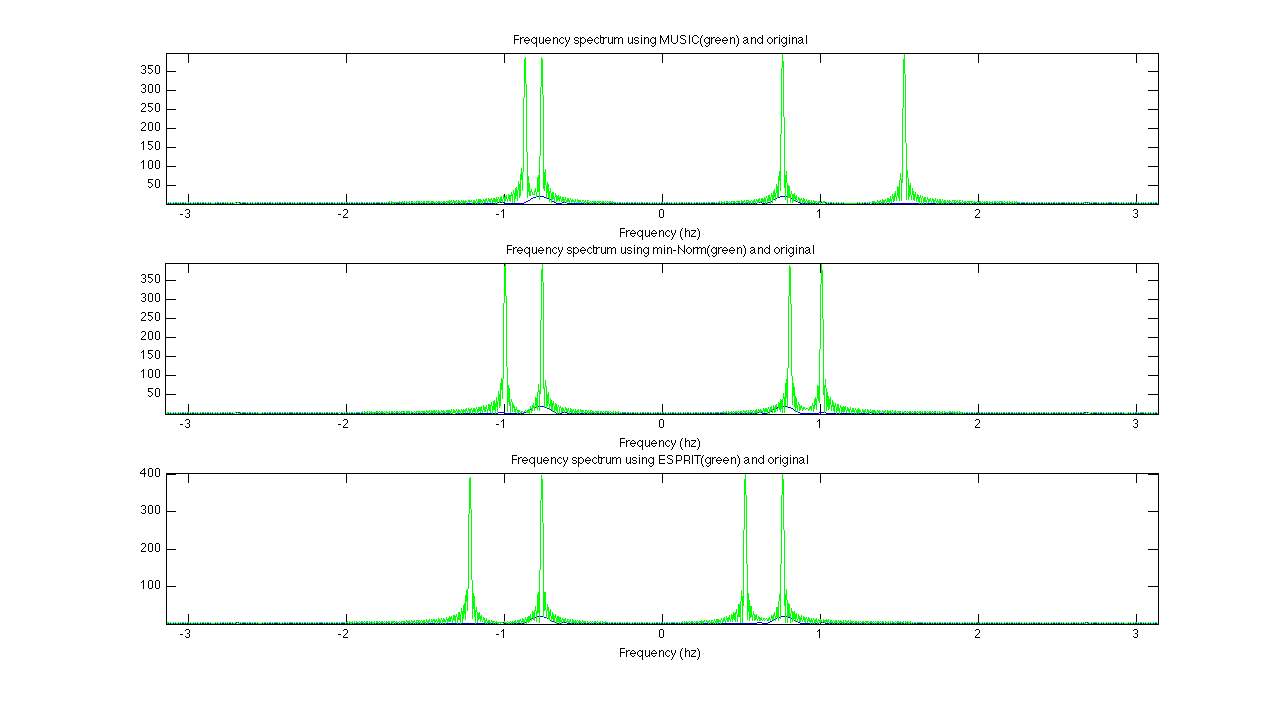 Frequency spectrum using MUSIC(green) and original
350
300
250
200
150
100
50
-3 -2 -1 0 1 2 3
Frequency (hz)
Frequency spectrum using min-Norm(green) and original
350
300
250
200
150
100
50
-3 -2 -1 0 1 2 3
Frequency (hz)
Frequency spectrum using ESPRIT(green) and original
400
300
200
100
-3 -2 -1 0 1 2 3
Frequency (hz)